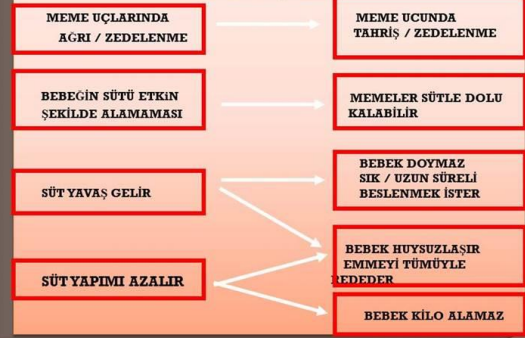 MEME UÇLARINDA
AĞRI / ZEDELENME
MEME UCUNDA
TAHRİŞ / ZEDELENME
BEBEĞİN SÜTÜ ETKİN
ŞEKİLDE ALAMAMASI
MEMELER SÜTLE DOLU
KALABİLİR
SÜT YAVAŞ GELİR
BEBEK DOYMAZ
SIK / UZUN SÜRELİ
BESLENMEK İSTER
SÜT YAPIMI AZALIR
BEBEK HUYSUZLAŞIR
EMMEYİ TÜMÜYLE
REDEDER
BEBEK KİLO ALAMAZ